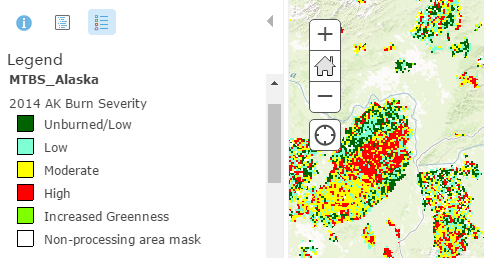 Legend
MTBS_Alaska
2014 AK Burn Severity
Unburned/Low
Low
Moderate
High
Increased Greenness
Non-processing area mask